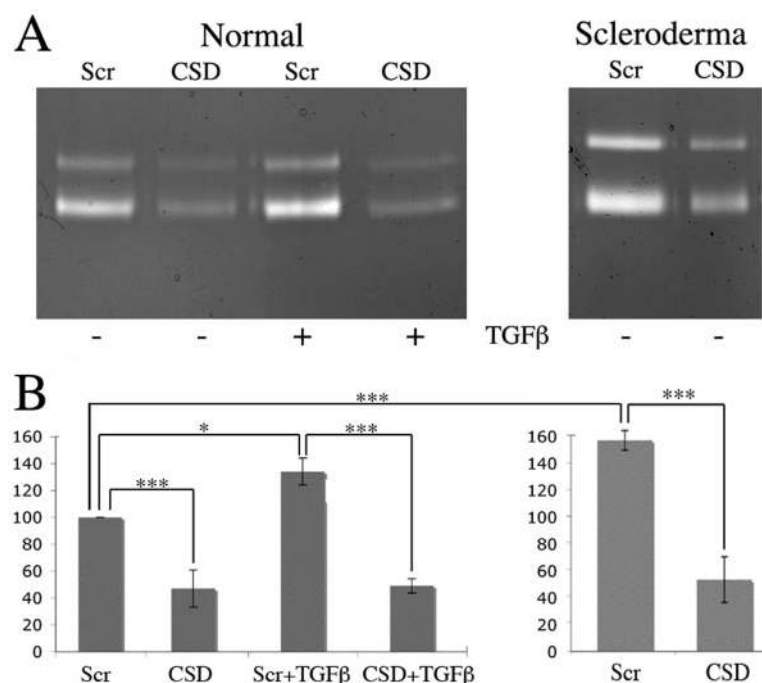 A Normal Scleroderma
Scr CSD Scr CSD Scr CSD
- - + + TGFβ - -
B
*** ***
* ***
***
160 160
140 140
120 120
100 100
80 80
60 60
40 40
20 20
0 0
Scr CSD Scr+TGFβ CSD+TGFβ Scr CSD